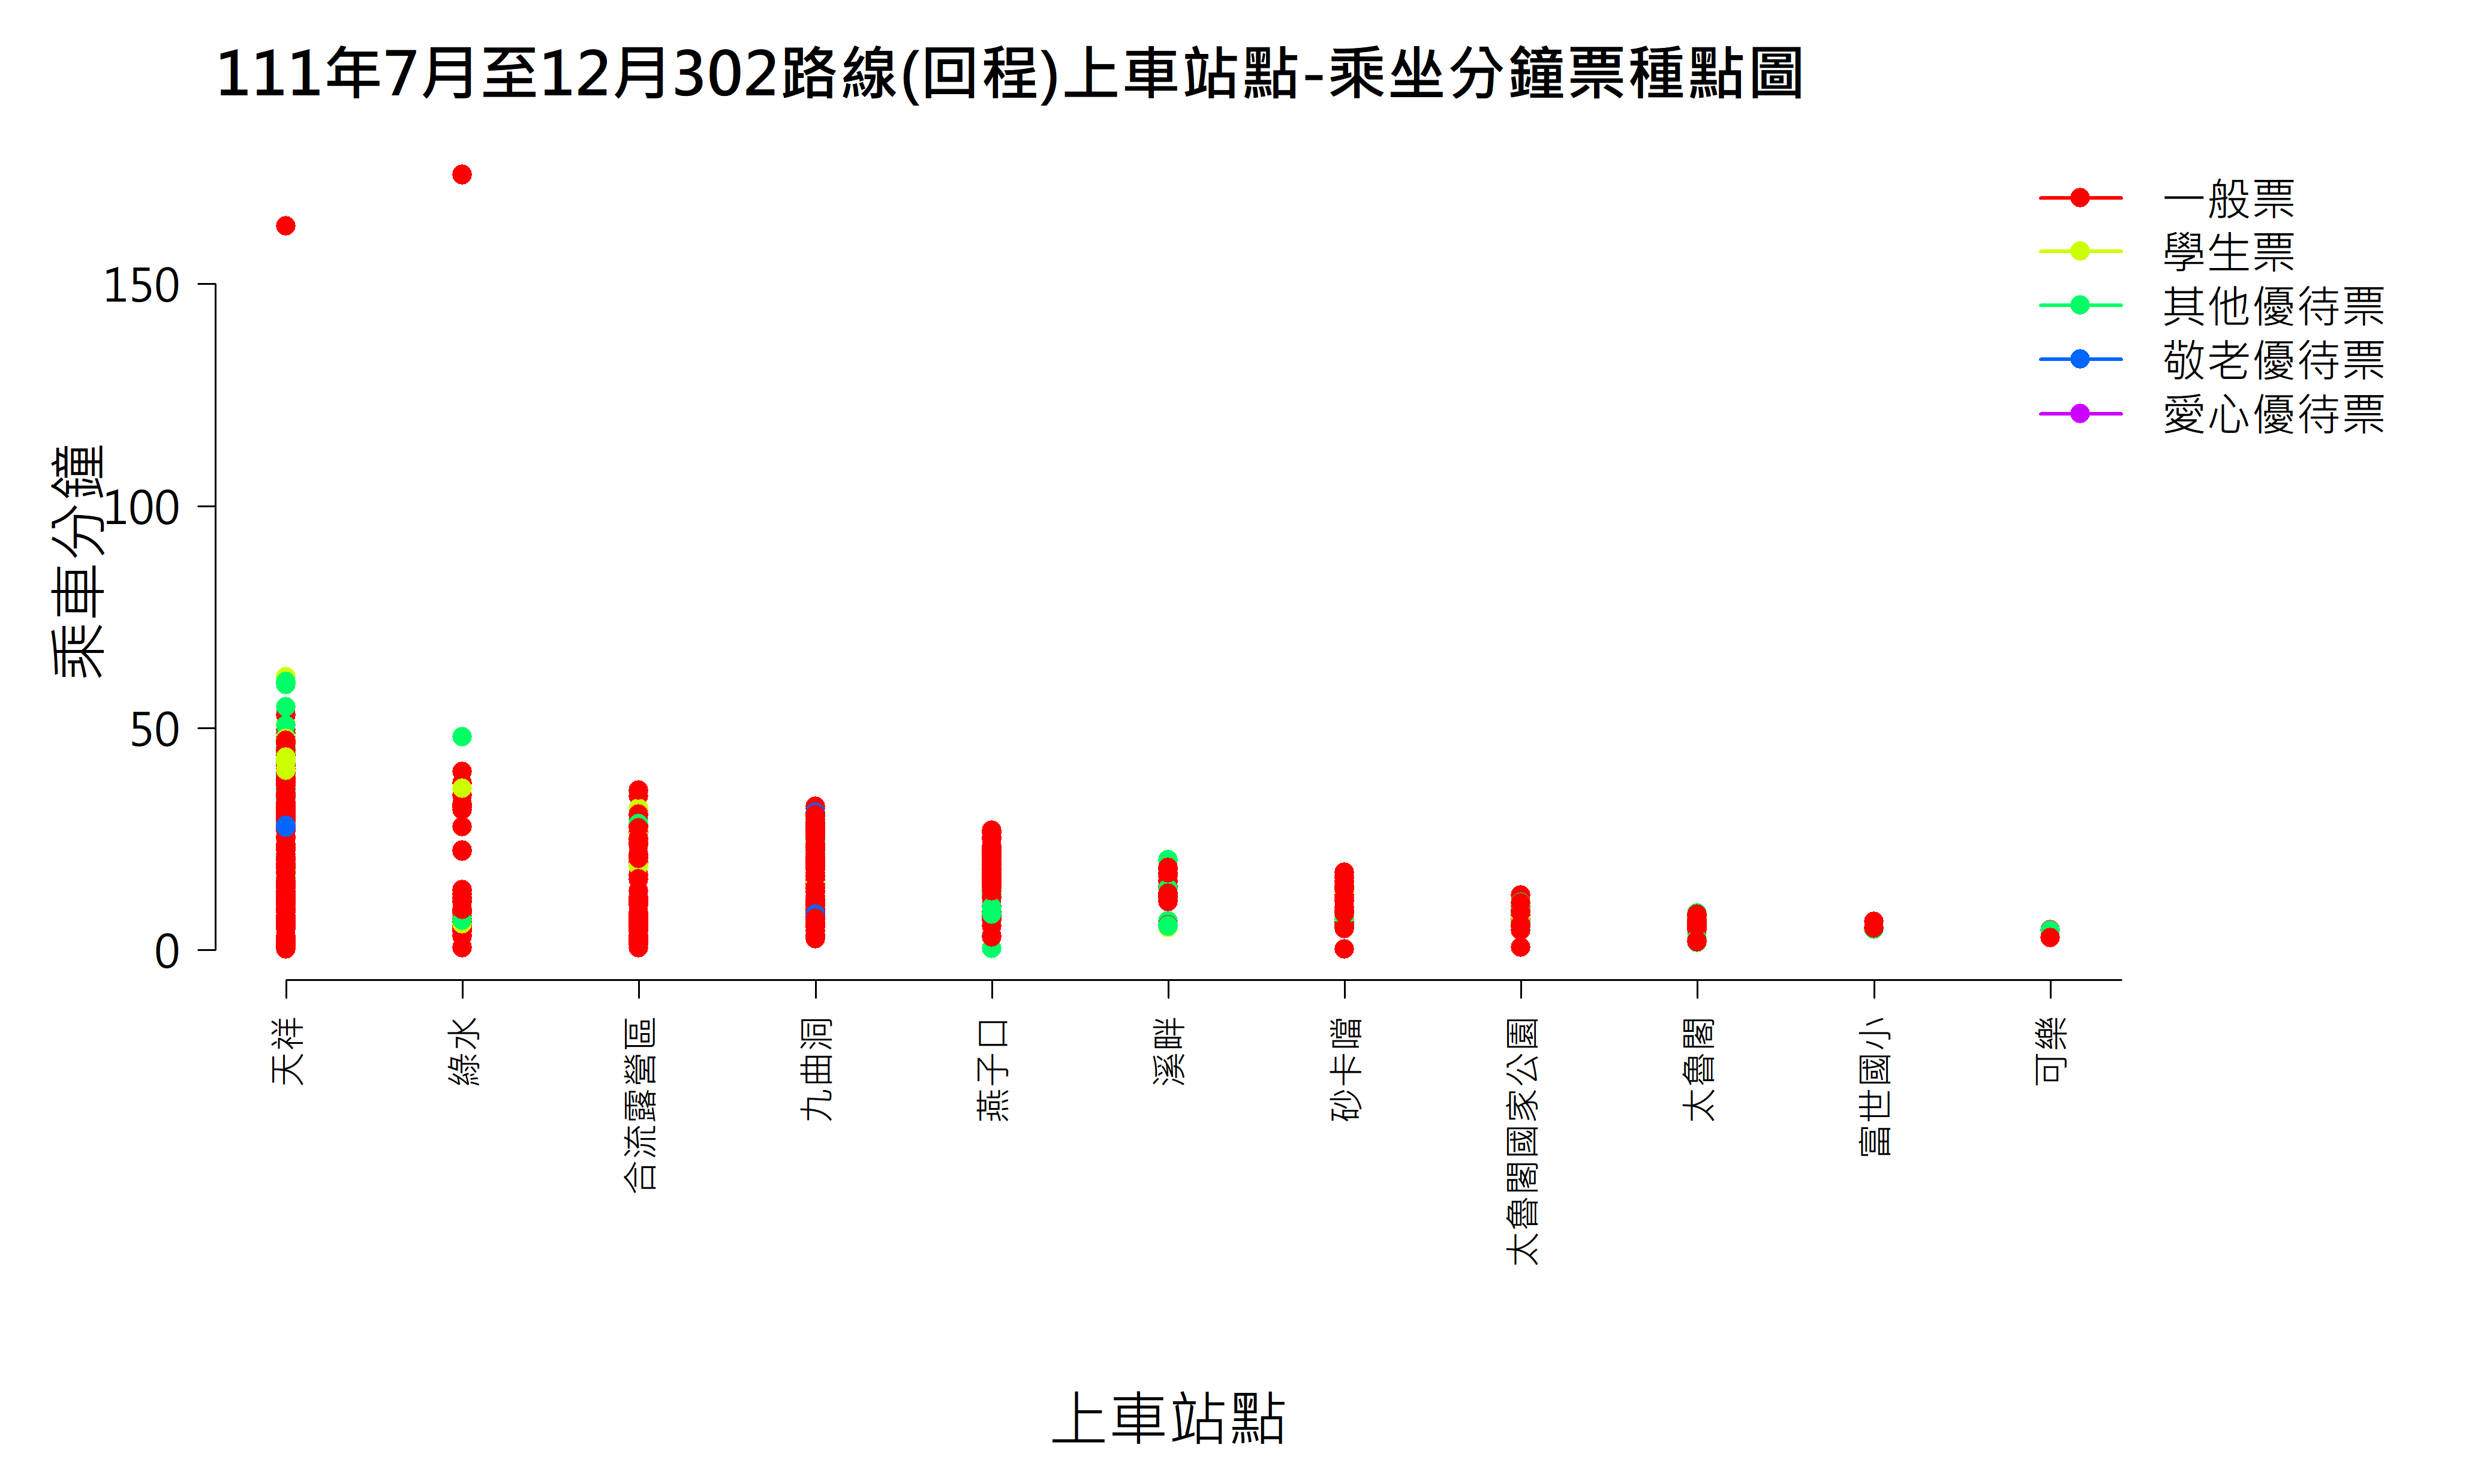 111年7月至12月302路線(回程)上車站點-乘坐分鐘票種點圖
一般票
學生票
其他優待票
敬老優待票
愛心優待票
乘車分鐘
150
100
50
0
天祥
綠水
合流露營區
九曲洞
燕子口
溪畔
砂卡噹
太魯閣國家公園
太魯閣
富世國小
可樂
上車站點